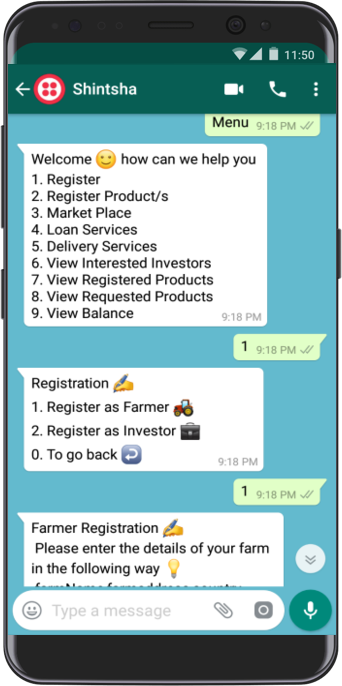 11:50
Shintsha
Menu 9:18 PM
Welcome 🙂 how can we help you
1. Register
2. Register Product/s
3. Market Place
4. Loan Services
5. Delivery Services
6. View Interested Investors
7. View Registered Products
8. View Requested Products
9. View Balance
9:18 PM
1 9:18 PM
Registration ✍️
1. Register as Farmer 🚜
2. Register as Investor 💼
0. To go back ↩️
9:18 PM
1 9:18 PM
Farmer Registration ✍️
Please enter the details of your farm
in the following way 💡
Type a message